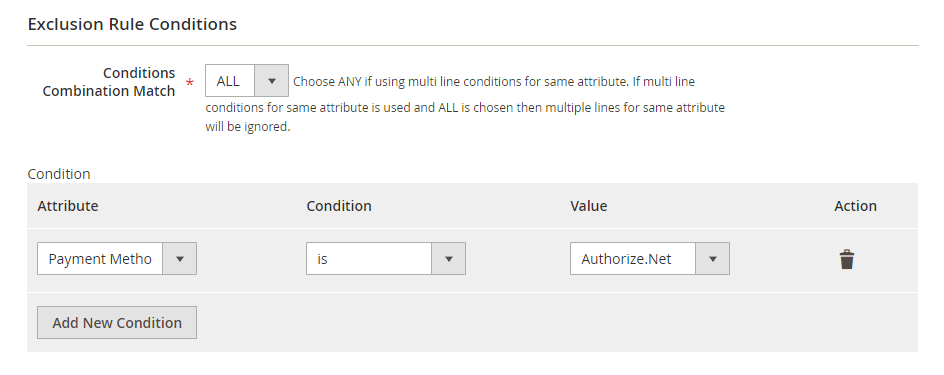 Exclusion Rule Conditions
Conditions
Combination Match *
ALL
Choose ANY if using multi line conditions for same attribute. If multi line
conditions for same attribute is used and ALL is chosen then multiple lines for same attribute
will be ignored.
Condition
Attribute Condition Value Action
Payment Metho is Authorize.Net
Add New Condition